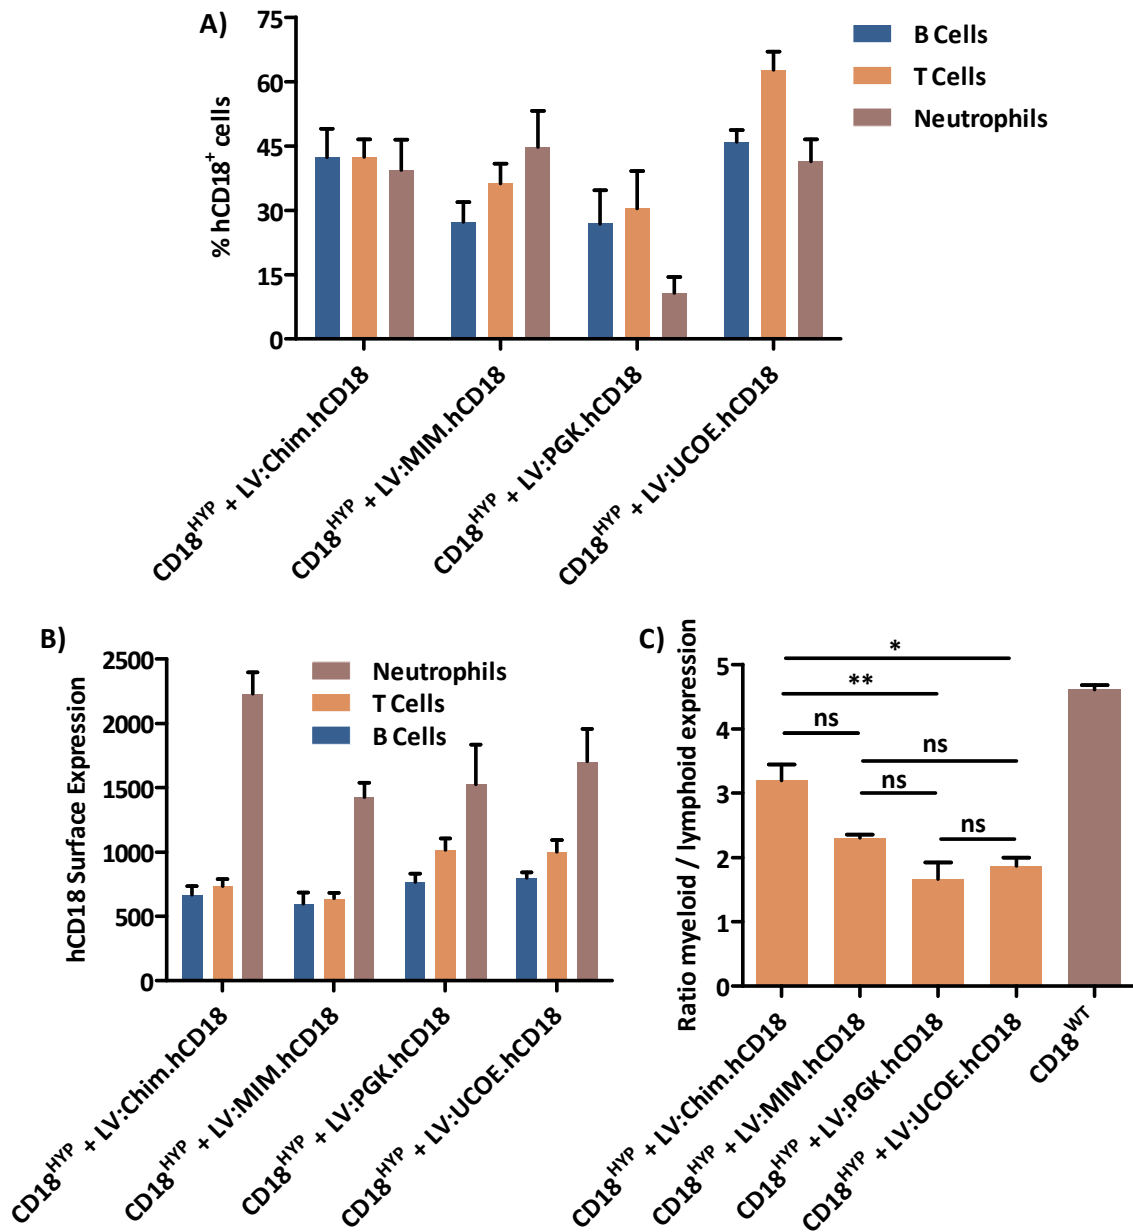 A)
75
60
45
30
15
0
% hCD18⁺ cells
B Cells
T Cells
Neutrophils
CD18ᴴʸᴾ + LV:Chim.hCD18
CD18ᴴʸᴾ + LV:MIM.hCD18
CD18ᴴʸᴾ + LV:PGK.hCD18
CD18ᴴʸᴾ + LV:UCOE.hCD18
B)
2500
2000
1500
1000
500
0
hCD18 Surface Expression
Neutrophils
T Cells
B Cells
CD18ᴴʸᴾ + LV:Chim.hCD18
CD18ᴴʸᴾ + LV:MIM.hCD18
CD18ᴴʸᴾ + LV:PGK.hCD18
CD18ᴴʸᴾ + LV:UCOE.hCD18
C)
5
4
3
2
1
0
Ratio myeloid / lymphoid expression
*
**
ns
ns
ns
ns
CD18ᴴʸᴾ + LV:Chim.hCD18
CD18ᴴʸᴾ + LV:MIM.hCD18
CD18ᴴʸᴾ + LV:PGK.hCD18
CD18ᴴʸᴾ + LV:UCOE.hCD18
CD18ᵂᵀ